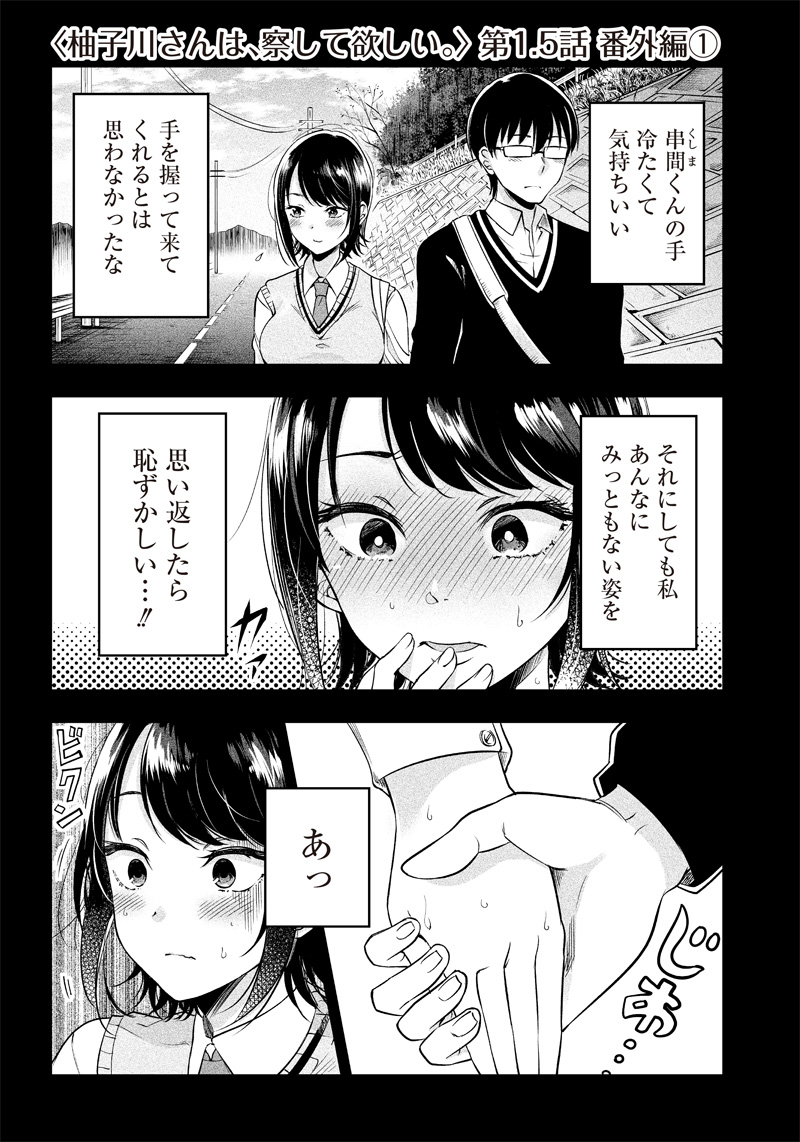 〈柚子川さんは、察して欲しい。〉第1.5話 番外編①
串間くんの手
くしま
冷たくて
気持ちいい
手を握って来て
くれるとは
思わなかったな
それにしても私
あんなに
みっともない姿を
思い返したら
恥ずかしい…!!
カァ
じわ……
あっ
ビクン